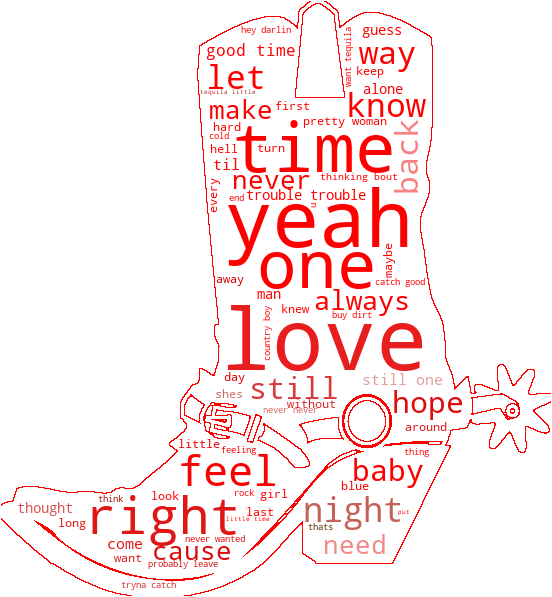 hey darlin
guess
good time
want tequila
way
let
keep
tequila little
alone
make
first
know
pretty woman
hard
cold
time
back
hell
turn
til
never
thinking bout
every
end
trouble trouble
u
yeah
one
maybe
away
catch good
man
always
country boy
knew
buy dirt
love
day
still
still one
shes
without
hope
never never
around
little
feeling
thing
feel
baby
blue
think
look
rock
girl
thought
right
night
put
long
last
little time
thats
never wanted
come
cause
need
want
probably leave
tryna catch